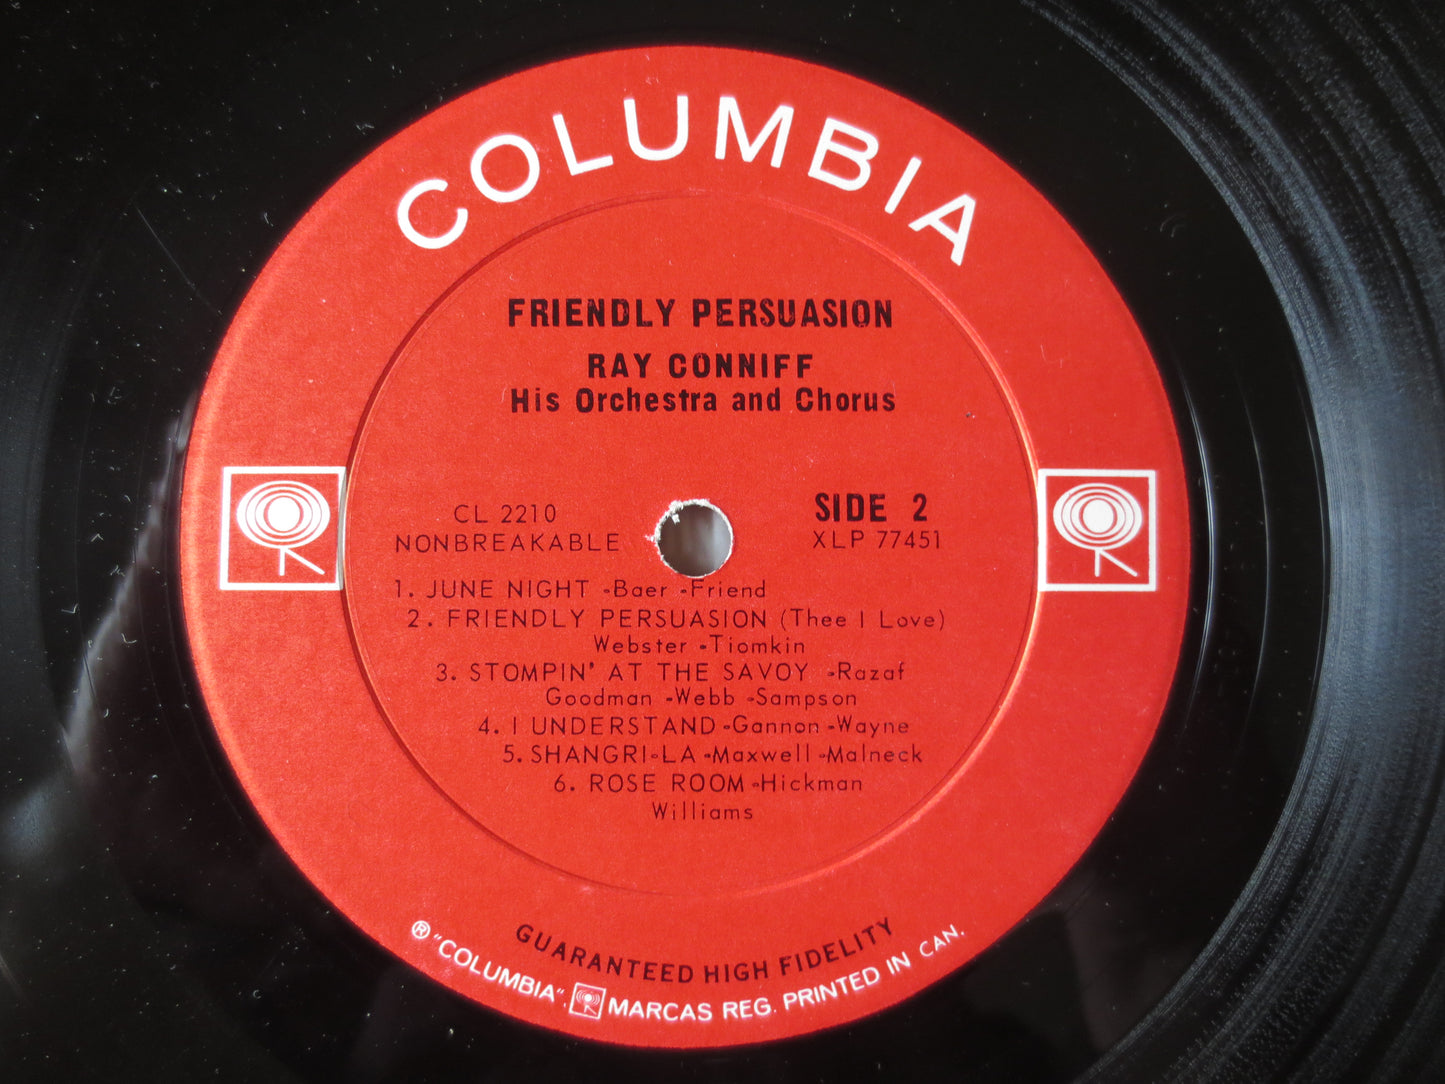 COLUMBIA
FRIENDLY PERSUASION
RAY CONNIFF
His Orchestra and Chorus
CL 2210
NONBREAKABLE
SIDE 2
XLP 77451
1. JUNE NIGHT -Baer -Friend
2. FRIENDLY PERSUASION (Thee I Love)
Webster -Tiomkin
3. STOMPIN' AT THE SAVOY -Razaf
Goodman -Webb -Sampson
4. I UNDERSTAND -Gannon -Wayne
5. SHANGRI-LA -Maxwell -Malneck
6. ROSE ROOM -Hickman
Williams
GUARANTEED HIGH FIDELITY
® "COLUMBIA", MARCAS REG. PRINTED IN CAN.